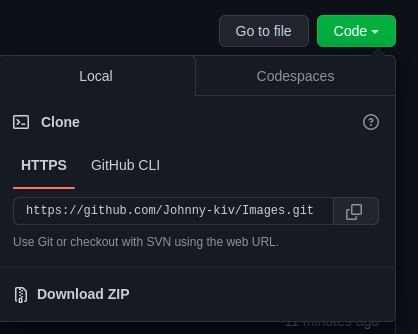 Go to file Code
Local Codespaces
Clone
HTTPS GitHub CLI
https://github.com/Johnny-kiv/Images.git
Use Git or checkout with SVN using the web URL.
Download ZIP
11 minutes ago